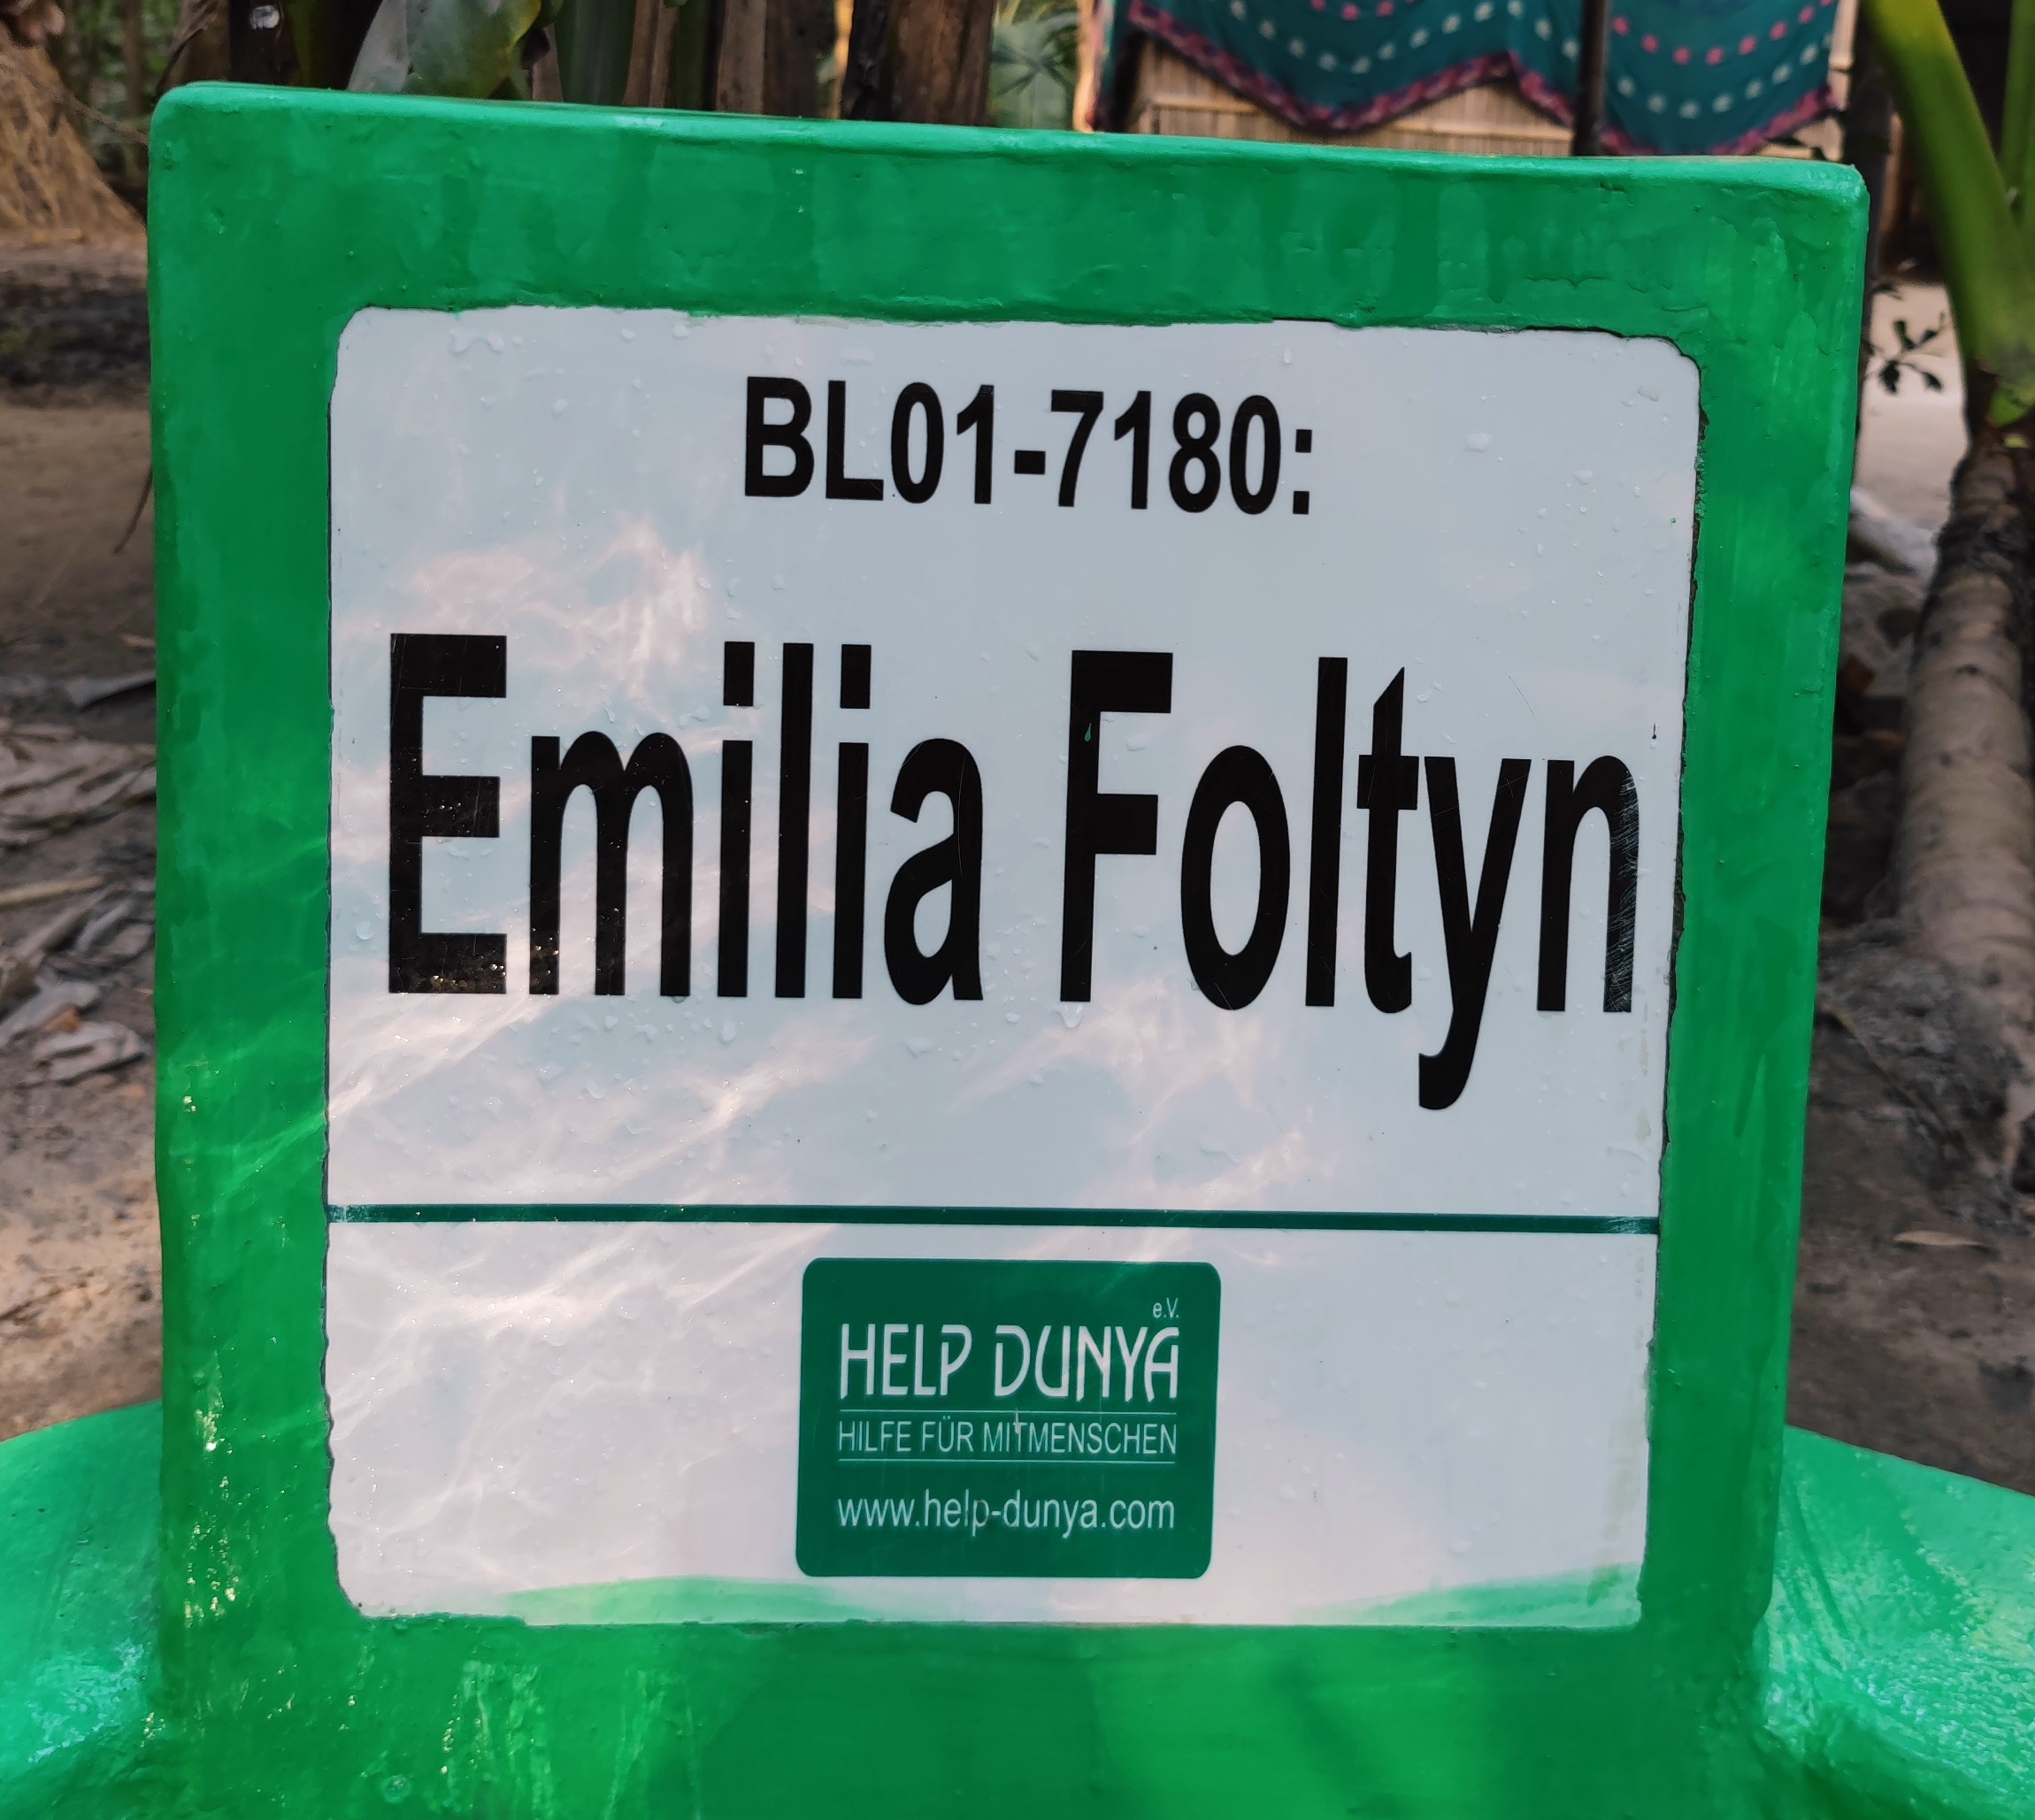 BL01-7180:
Emilia Foltyn
e.V.
HELP DUNYA
HILFE FÜR MITMENSCHEN
www.help-dunya.com